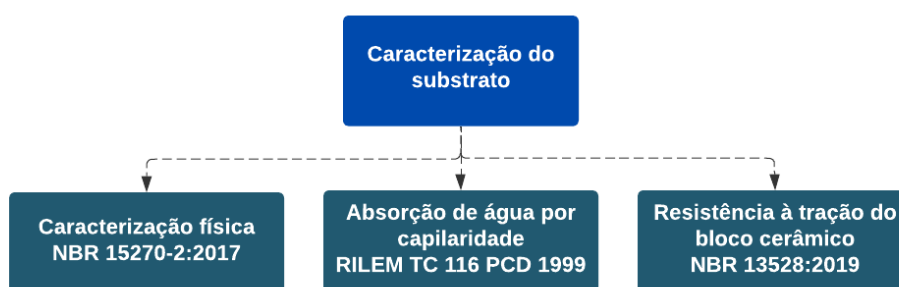 Caracterização do
substrato
Caracterização física
NBR 15270-2:2017
Absorção de água por
capilaridade
RILEM TC 116 PCD 1999
Resistência à tração do
bloco cerâmico
NBR 13528:2019